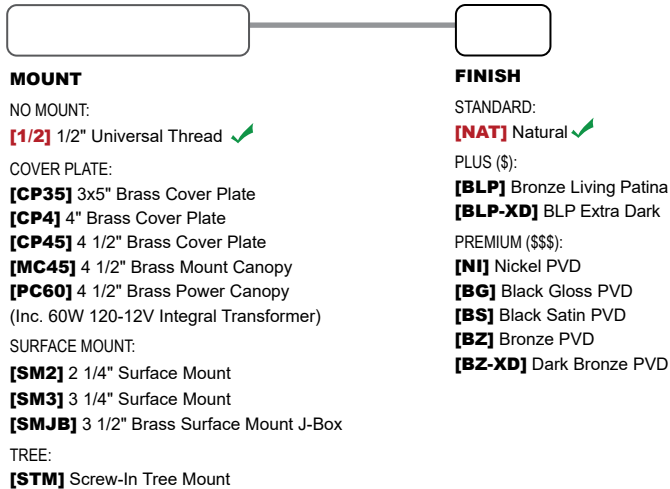 MOUNT
NO MOUNT:
[1/2] 1/2" Universal Thread
COVER PLATE:
[CP35] 3x5" Brass Cover Plate
[CP4] 4" Brass Cover Plate
[CP45] 4 1/2" Brass Cover Plate
[MC45] 4 1/2" Brass Mount Canopy
[PC60] 4 1/2" Brass Power Canopy
(Inc. 60W 120-12V Integral Transformer)
SURFACE MOUNT:
[SM2] 2 1/4" Surface Mount
[SM3] 3 1/4" Surface Mount
[SMJB] 3 1/2" Brass Surface Mount J-Box
TREE:
[STM] Screw-In Tree Mount
FINISH
STANDARD:
[NAT] Natural
PLUS ($):
[BLP] Bronze Living Patina
[BLP-XD] BLP Extra Dark
PREMIUM ($$$):
[NI] Nickel PVD
[BG] Black Gloss PVD
[BS] Black Satin PVD
[BZ] Bronze PVD
[BZ-XD] Dark Bronze PVD